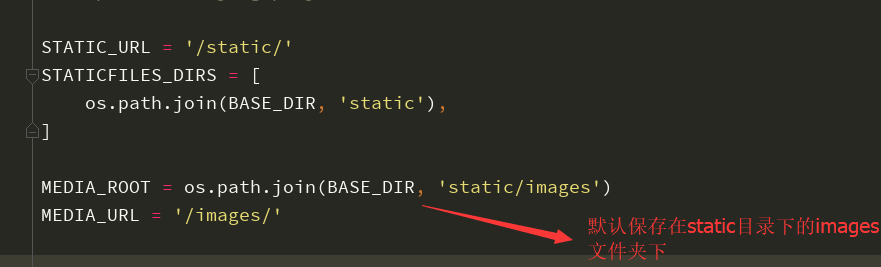 STATIC_URL = '/static/'
STATICFILES_DIRS = [
os.path.join(BASE_DIR, 'static'),
]
MEDIA_ROOT = os.path.join(BASE_DIR, 'static/images')
MEDIA_URL = '/images/'
默认保存在static目录下的images
文件夹下